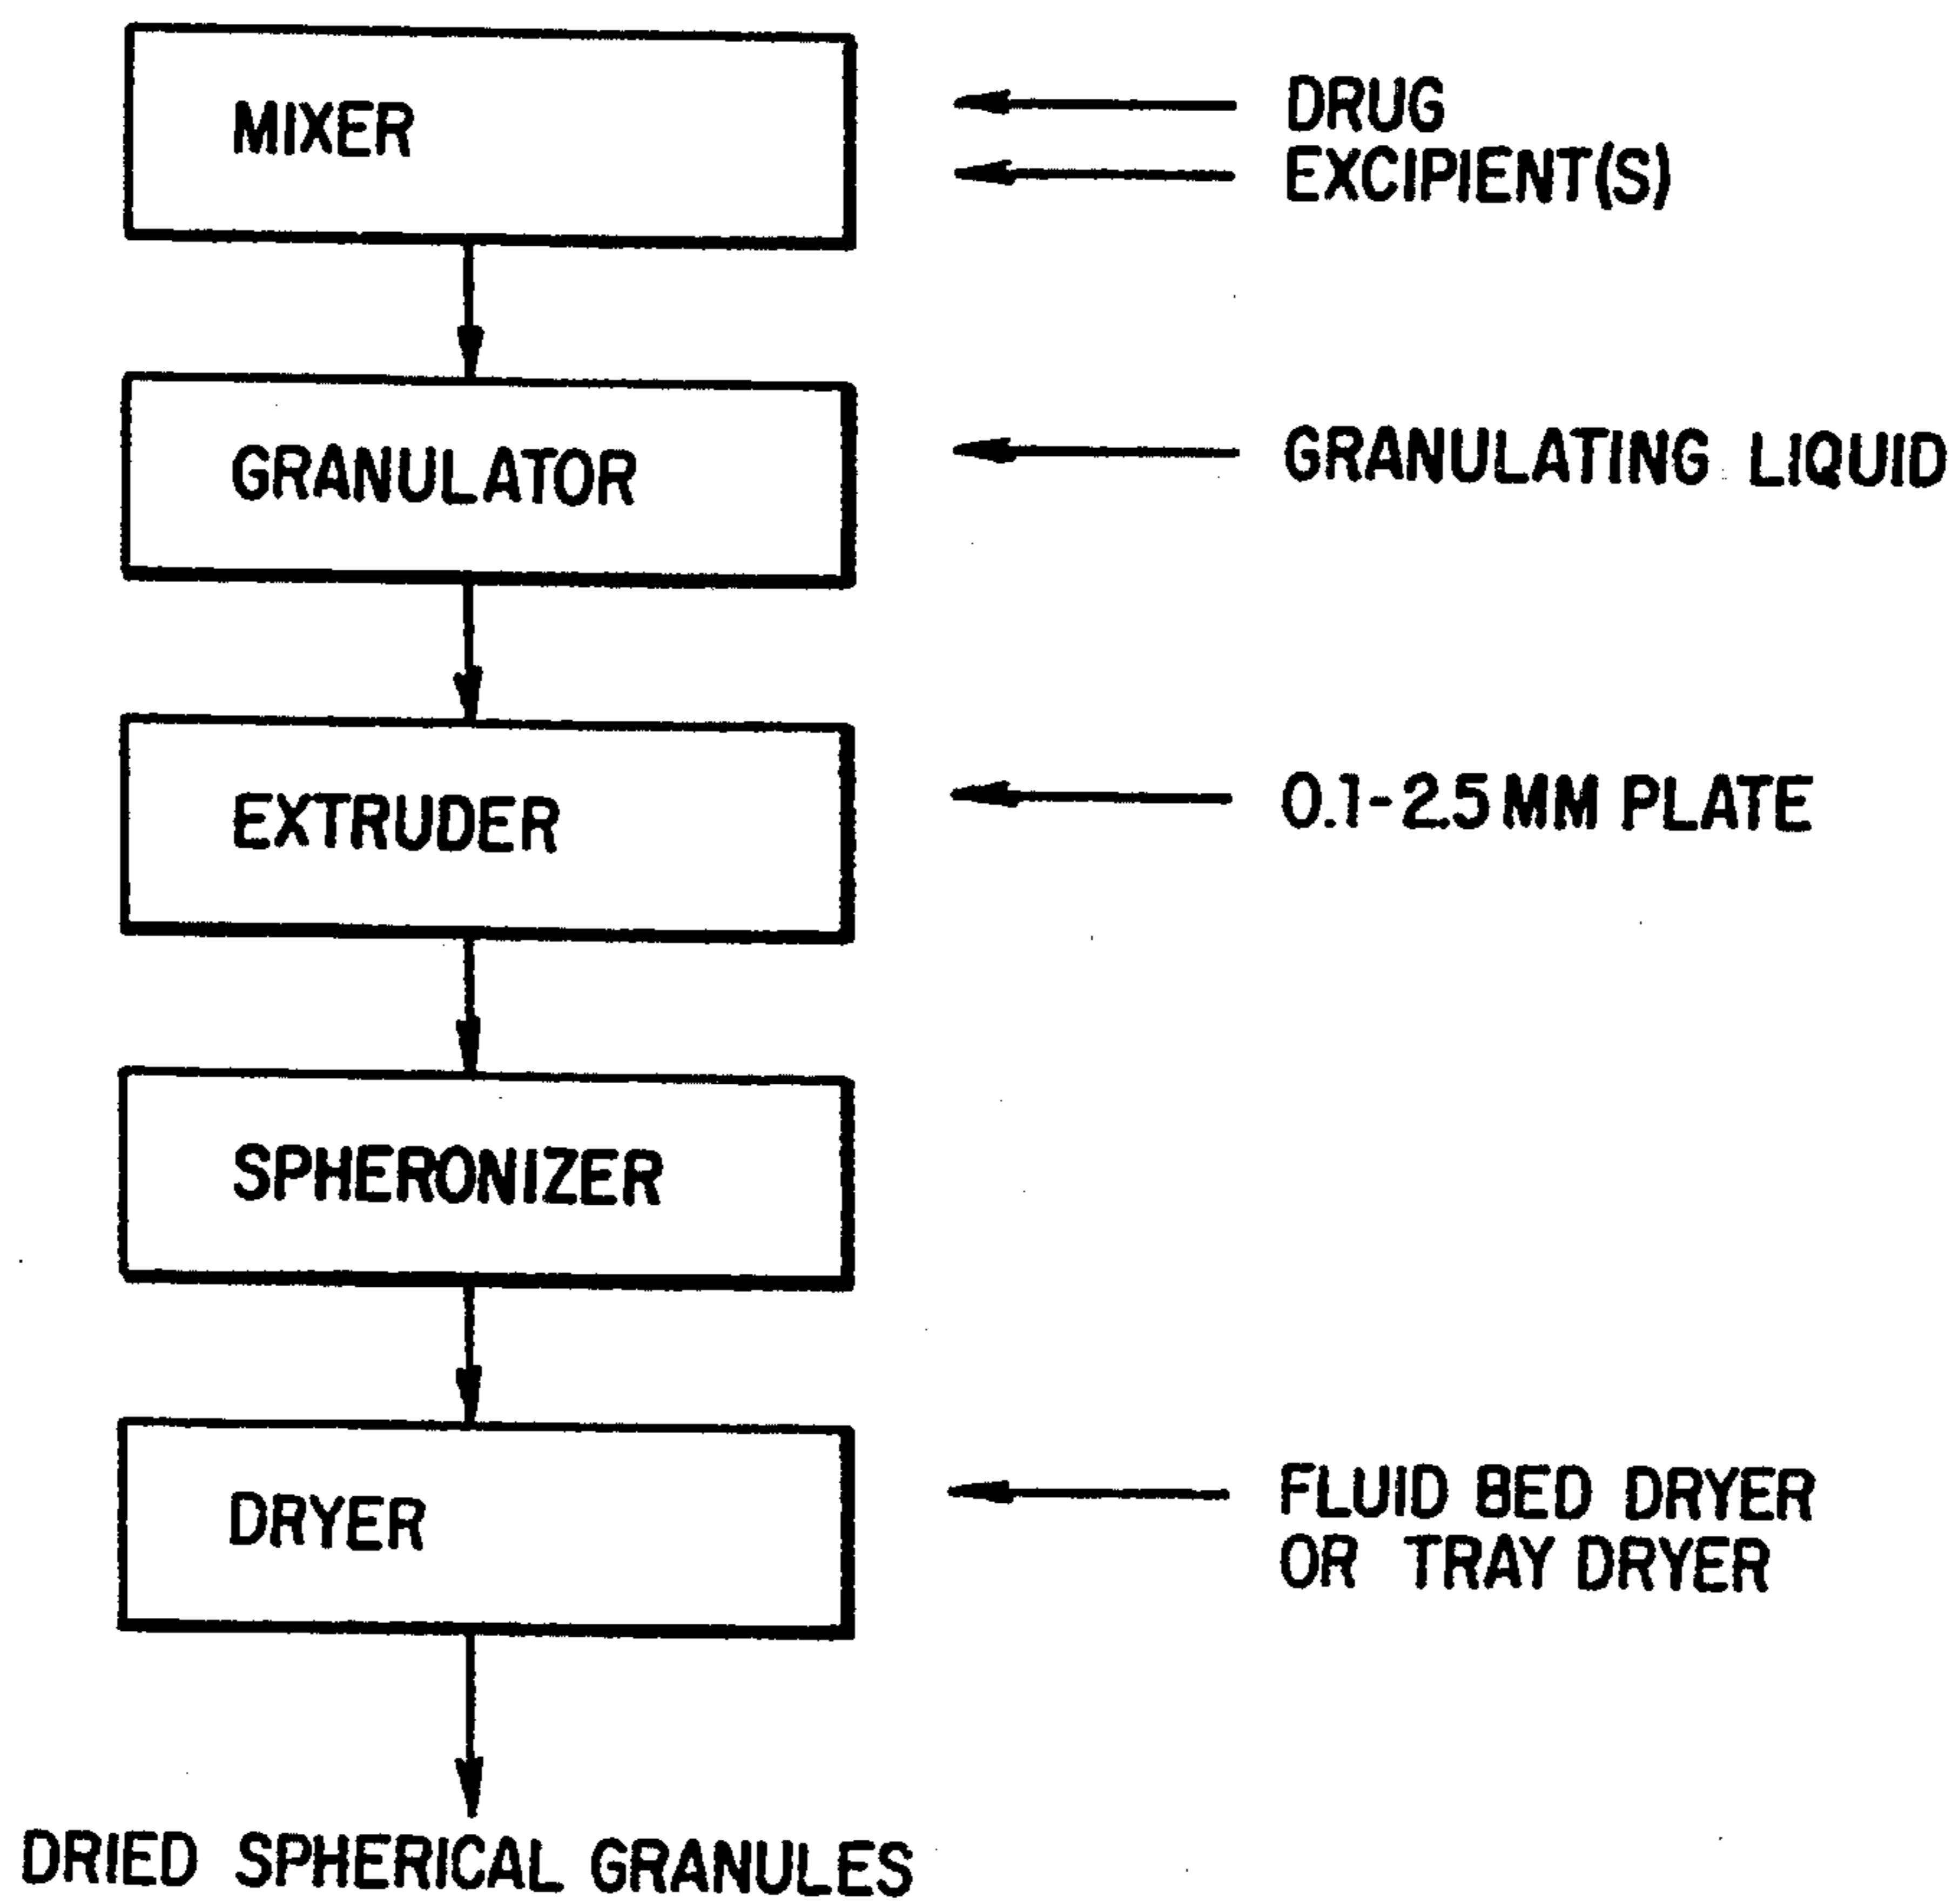 MIXER
DRUG
EXCIPIENT(S)
GRANULATOR
GRANULATING LIQUID
EXTRUDER
0.1-2.5 MM PLATE
SPHERONIZER
DRYER
FLUID BED DRYER
OR TRAY DRYER
DRIED SPHERICAL GRANULES